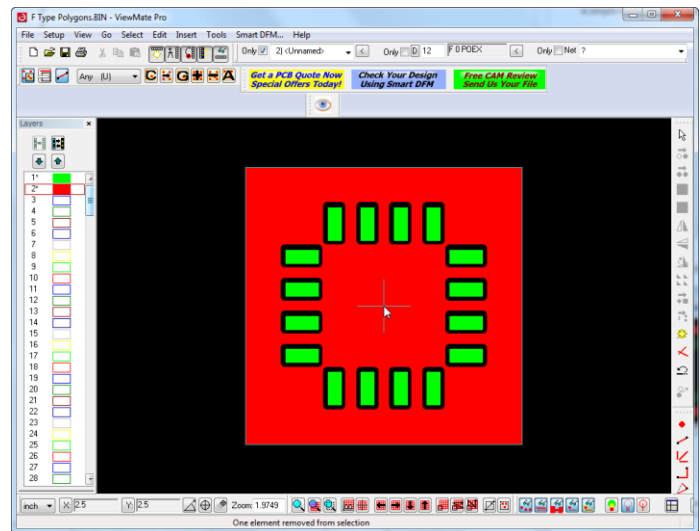 F Type Polygons.BIN - ViewMate Pro
File Setup View Go Select Edit Insert Tools Smart DFM... Help
Only 2) <Unnamed> < Only D 12 F 0 POEX < Only Net ?
Any (U) C G A
Get a PCB Quote Now
Special Offers Today!
Check Your Design
Using Smart DFM
Free CAM Review
Send Us Your File
Layers ×
1*
2*
3
4
5
6
7
8
9
10
11
12
13
14
15
16
17
18
19
20
21
22
23
24
25
26
27
28
inch X: 2.5 Y: 2.5 Zoom: 1.9749
One element removed from selection